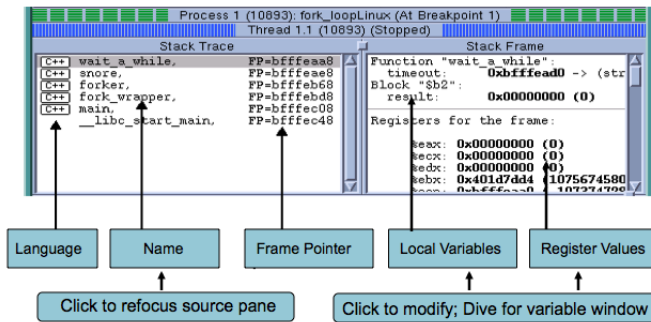 Process 1 (10893): fork_loopLinux (At Breakpoint 1)
Thread 1.1 (10893) (Stopped)
Stack Trace
C++ wait_a_while, FP=bfffeaa8
C++ snore, FP=bfffeae8
C++ forker, FP=bfffeb68
C++ fork_wrapper, FP=bfffebd8
C++ main, FP=bfffec08
__libc_start_main, FP=bfffec48
Stack Frame
Function "wait_a_while":
timeout: 0xbfffead0 -> (str
Block "$b2":
result: 0x00000000 (0)
Registers for the frame:
%eax: 0x00000000 (0)
%ecx: 0x00000000 (0)
%edx: 0x00000000 (0)
%ebx: 0x401d7dd4 (1075674580
Language
Name
Frame Pointer
Local Variables
Register Values
Click to refocus source pane
Click to modify; Dive for variable window